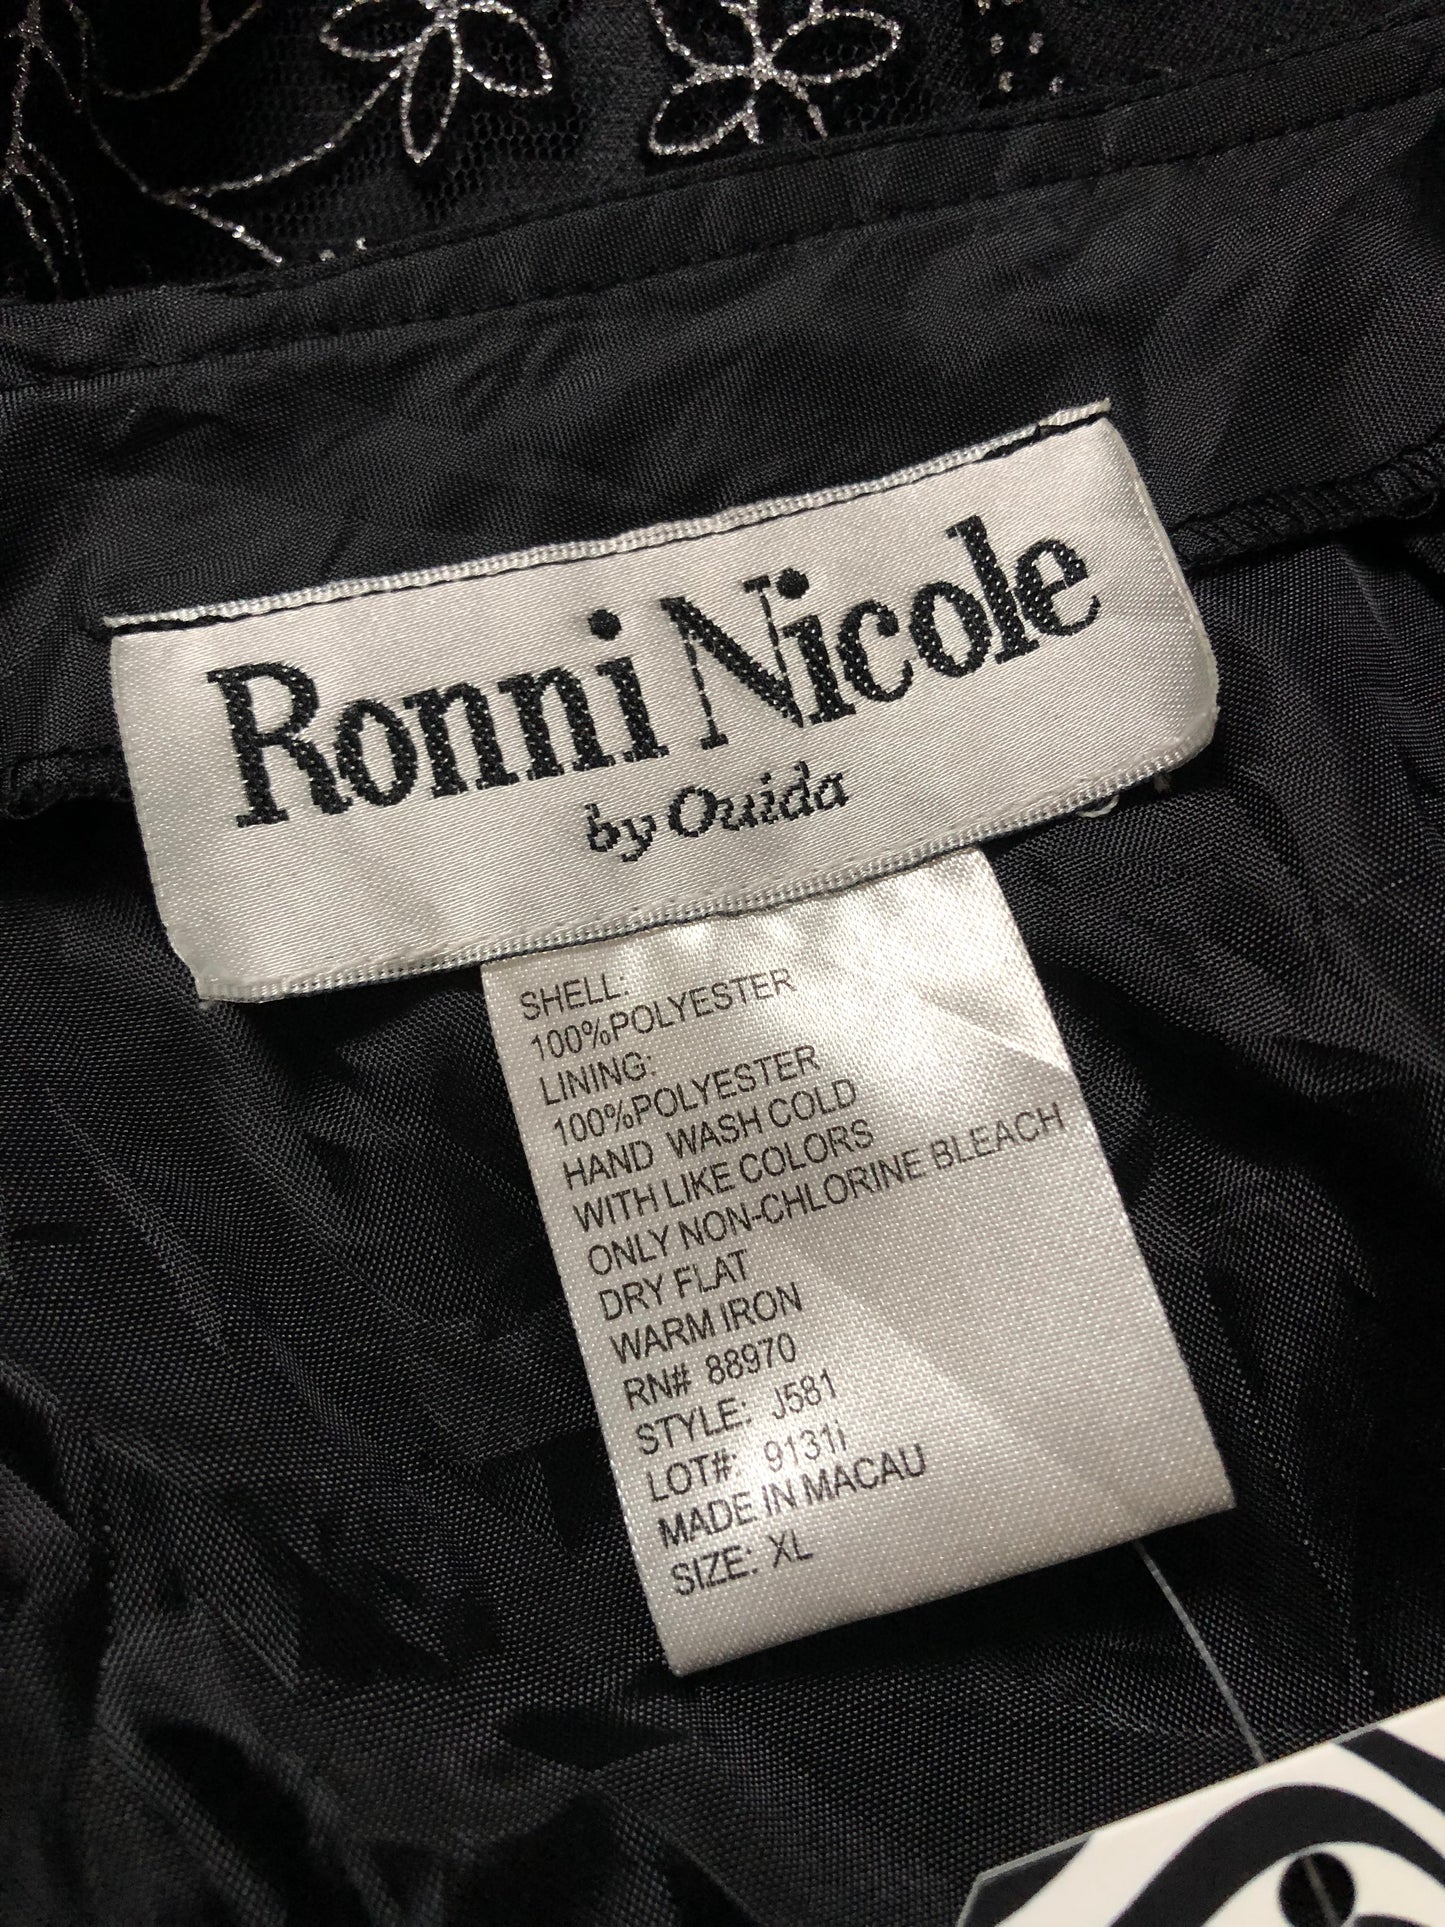 Ronni Nicole
by Ouida
SHELL:
100%POLYESTER
LINING:
100%POLYESTER
HAND WASH COLD
WITH LIKE COLORS
ONLY NON-CHLORINE BLEACH
DRY FLAT
WARM IRON
RN# 88970
STYLE: J581
LOT#: 9131i
MADE IN MACAU
SIZE: XL